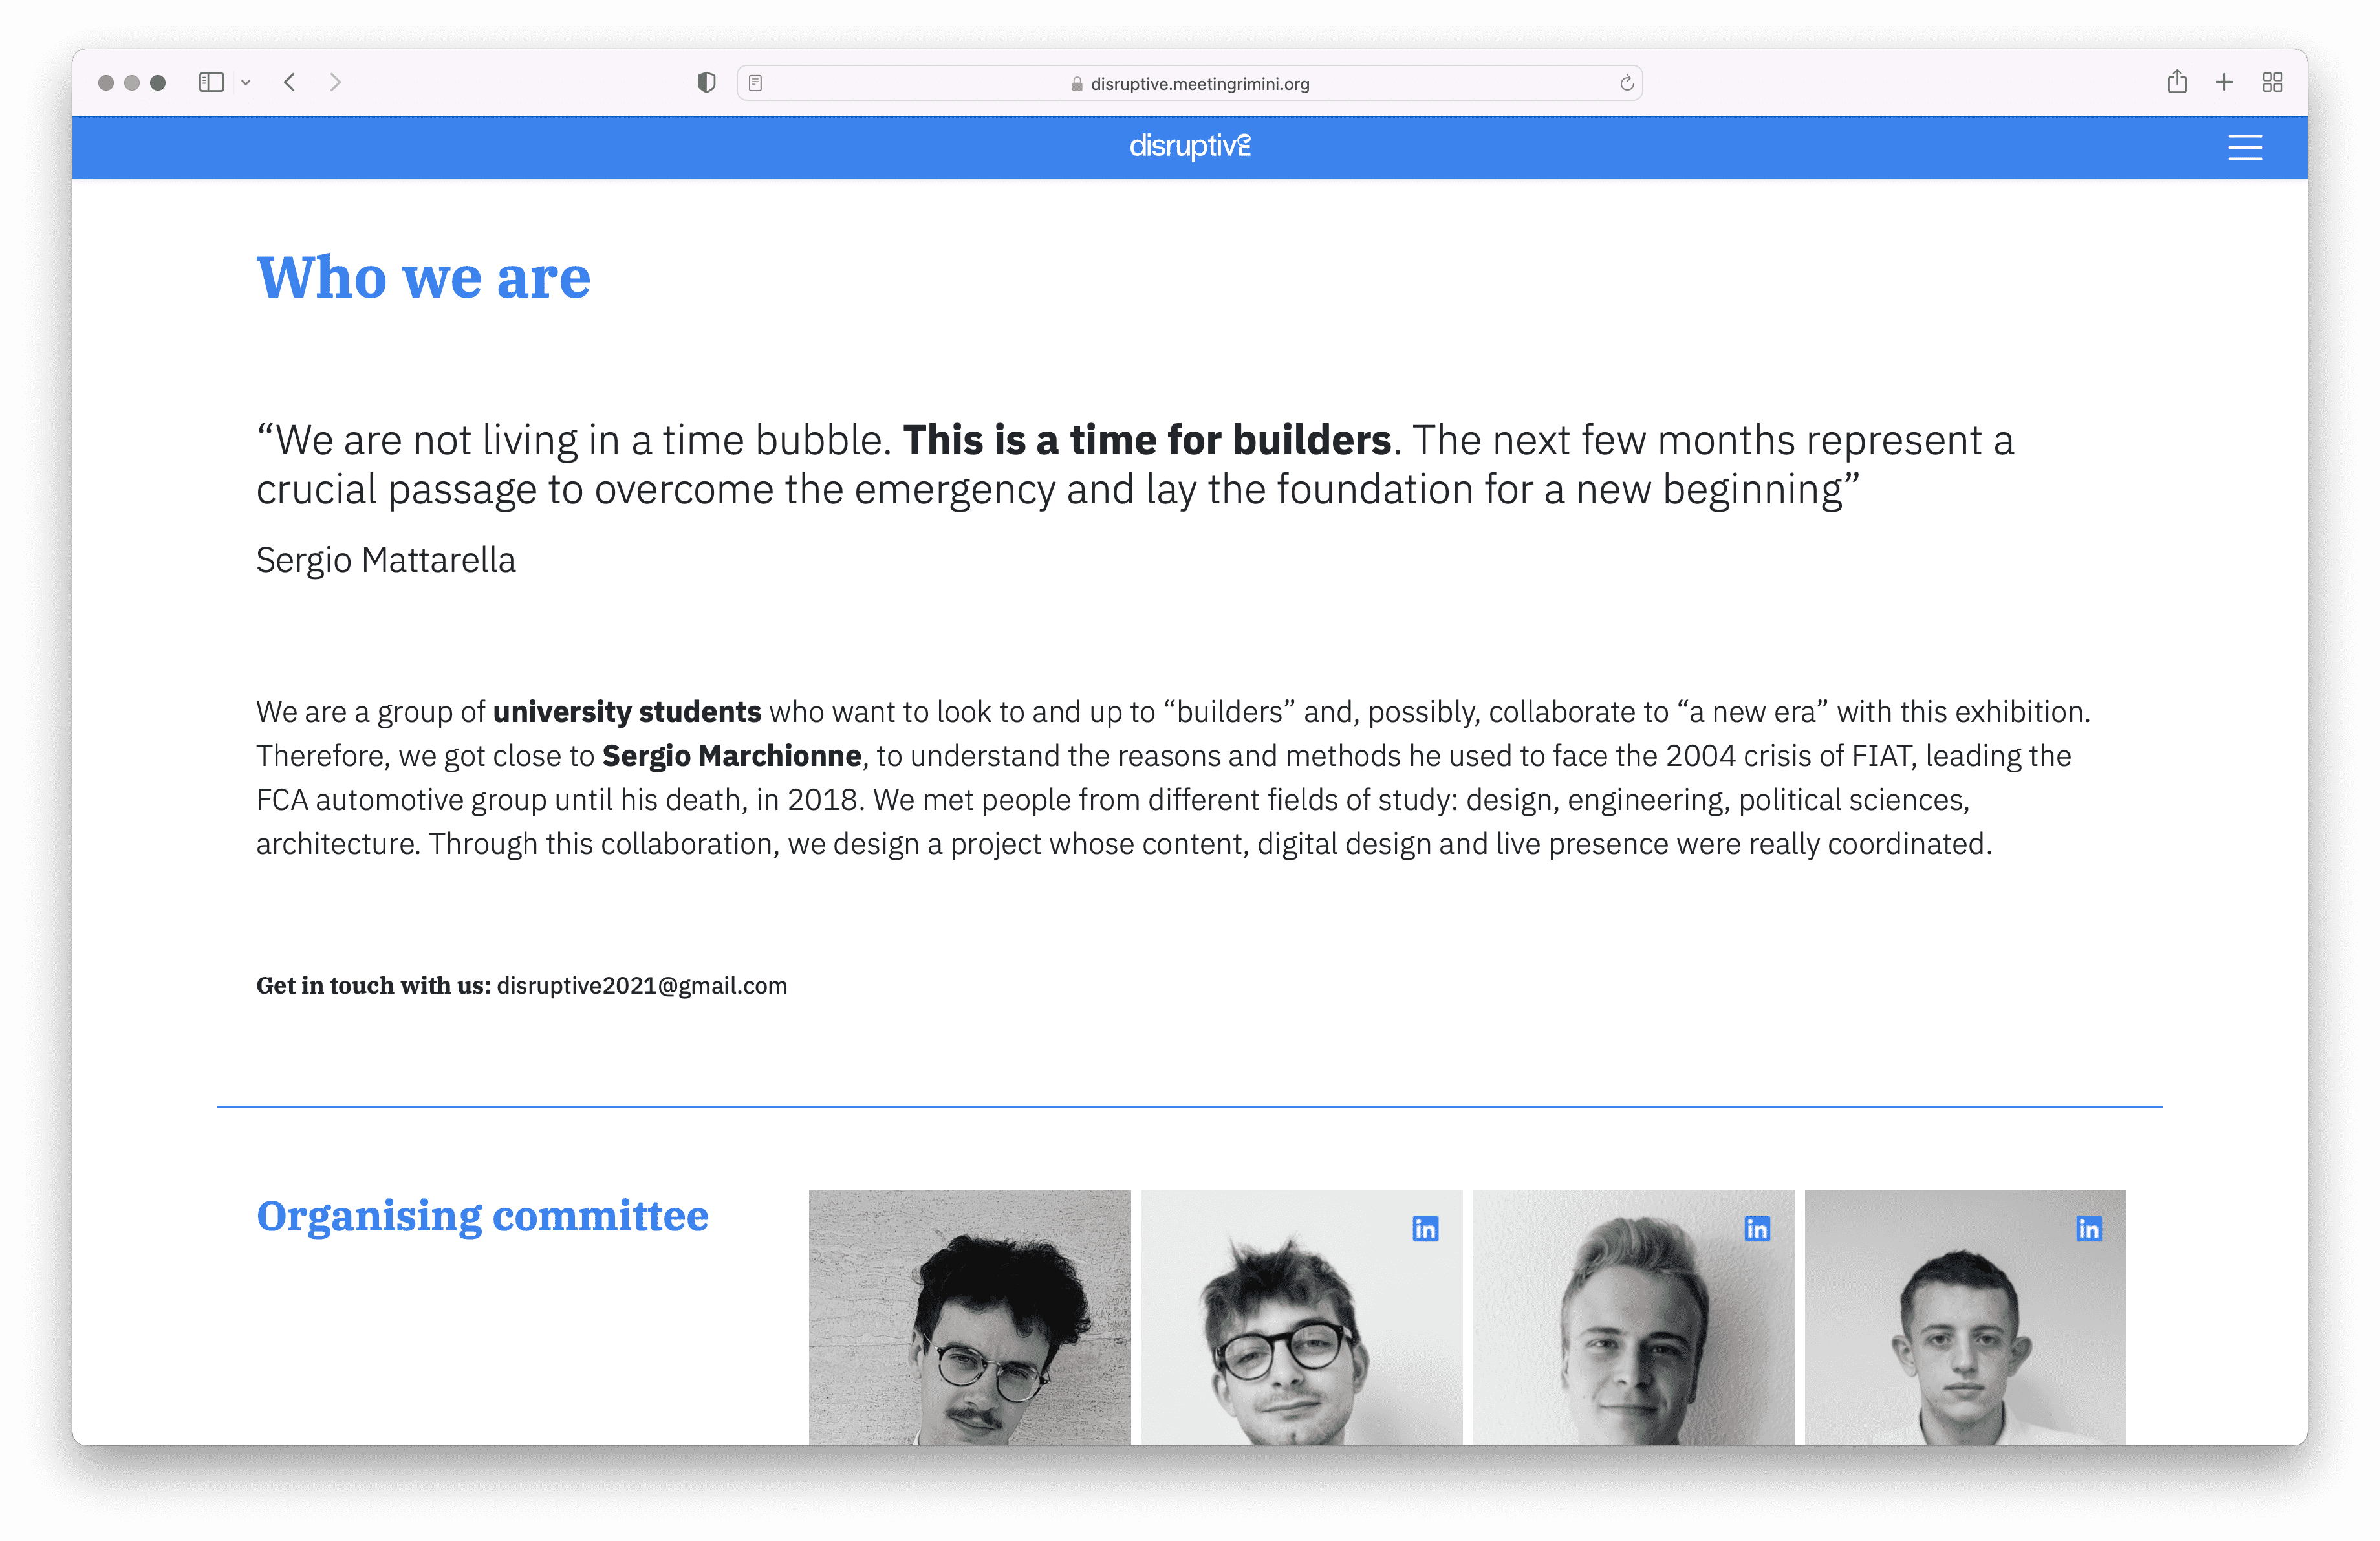 disruptive.meetingrimini.org
disruptive
Who we are
“We are not living in a time bubble. This is a time for builders. The next few months represent a
crucial passage to overcome the emergency and lay the foundation for a new beginning”
Sergio Mattarella
We are a group of university students who want to look to and up to “builders” and, possibly, collaborate to “a new era” with this exhibition.
Therefore, we got close to Sergio Marchionne, to understand the reasons and methods he used to face the 2004 crisis of FIAT, leading the
FCA automotive group until his death, in 2018. We met people from different fields of study: design, engineering, political sciences,
architecture. Through this collaboration, we design a project whose content, digital design and live presence were really coordinated.
Get in touch with us: disruptive2021@gmail.com
Organising committee
in
in
in